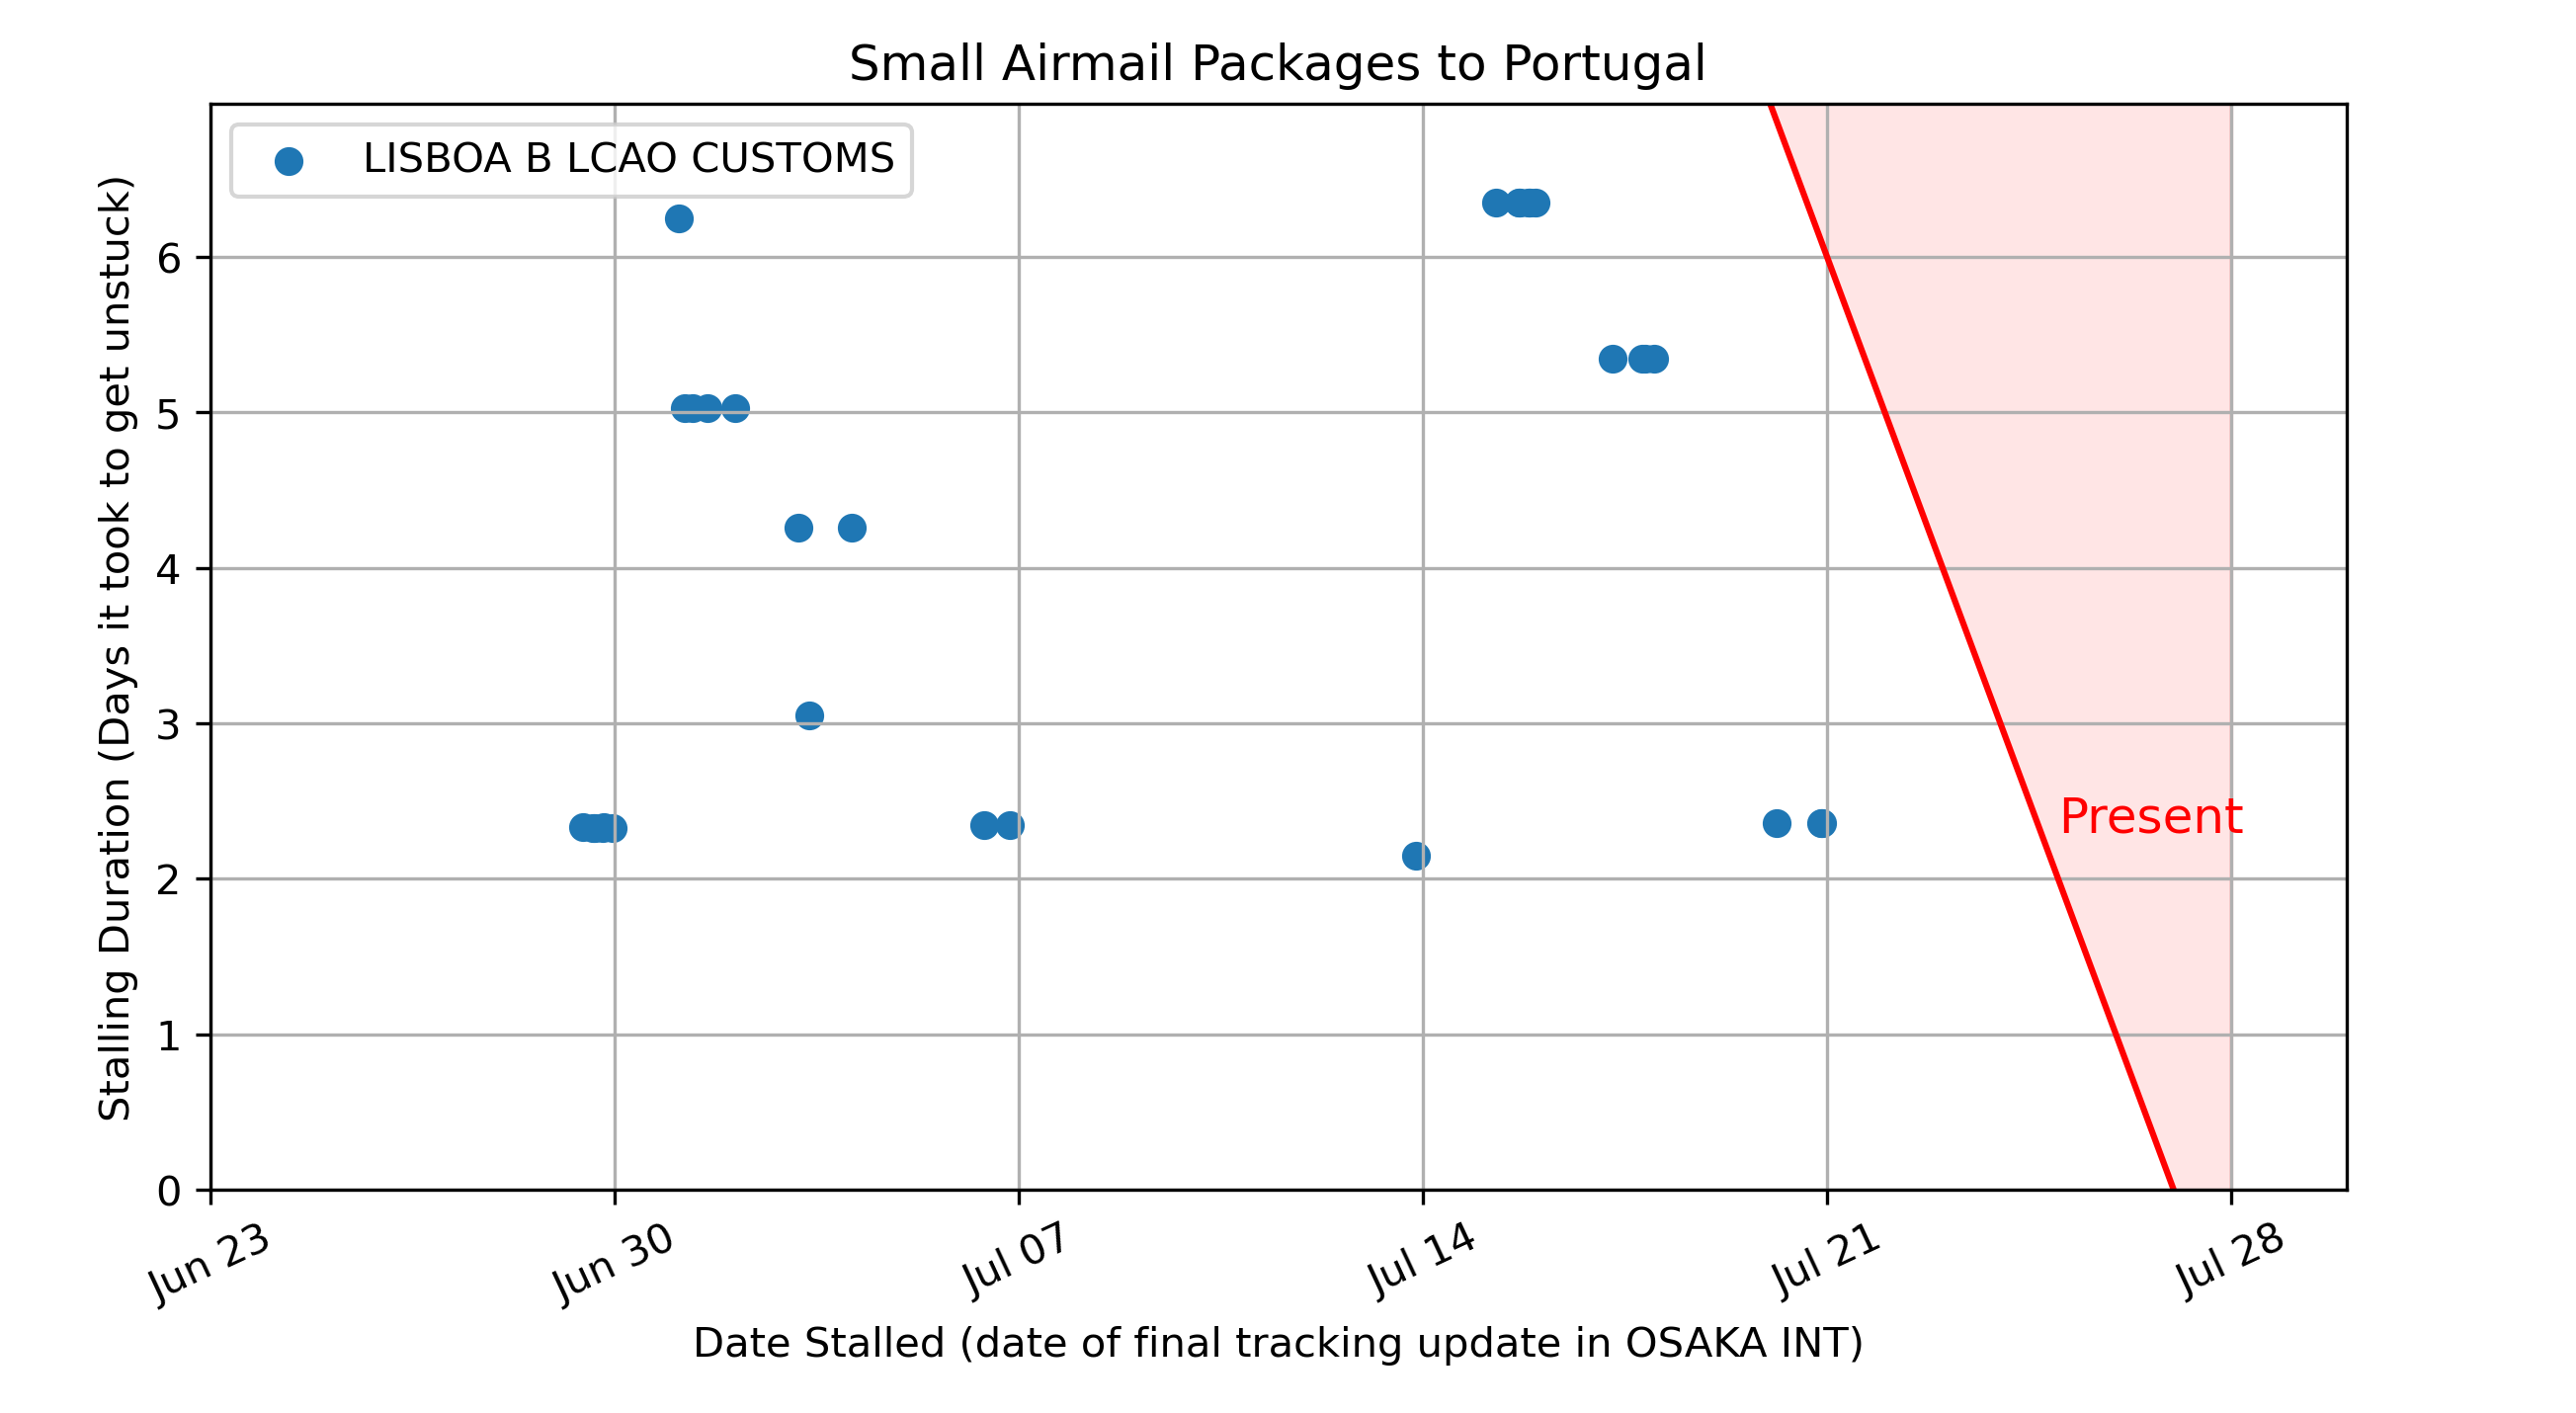 Small Airmail Packages to Portugal
LISBOA B LCAO CUSTOMS
Stalling Duration (Days it took to get unstuck)
6
5
4
3
2
1
0
Present
Jun 23
Jun 30
Jul 07
Jul 14
Jul 21
Jul 28
Date Stalled (date of final tracking update in OSAKA INT)